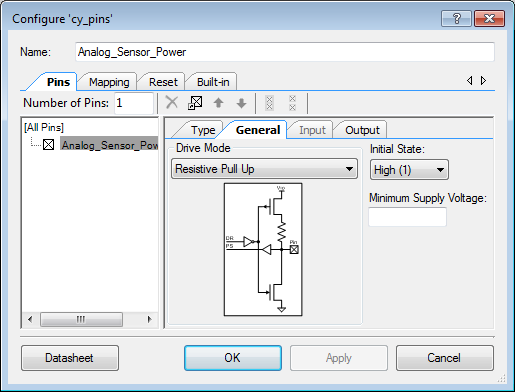 Configure 'cy_pins'
Name: Analog_Sensor_Power
Pins Mapping Reset Built-in
Number of Pins: 1
[All Pins]
Analog_Sensor_Pow
Type General Input Output
Drive Mode
Resistive Pull Up
Initial State:
High (1)
Minimum Supply Voltage:
VDD
DR
PS
Pin
Datasheet OK Apply Cancel